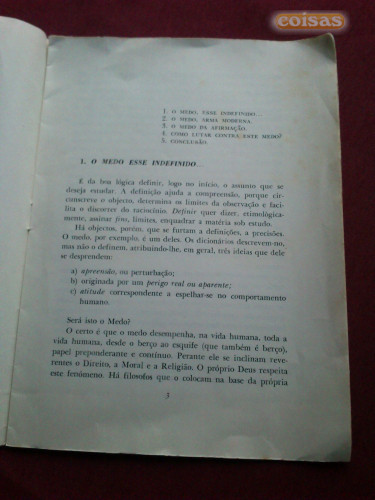 coisas
1. O MEDO, ESSE INDEFINIDO...
2. O MEDO, ARMA MODERNA.
3. O MEDO DA AFIRMAÇÃO.
4. COMO LUTAR CONTRA ESTE MEDO?
5. CONCLUSÃO.
1. O MEDO ESSE INDEFINIDO...
É da boa lógica definir, logo no início, o assunto que se
deseja estudar. A definição ajuda a compreensão, porque cir-
cunscreve o objecto, determina os limites da observação e faci-
lita o discorrer do raciocínio. Definir quer dizer, etimològica-
mente, assinar fins, limites, enquadrar a matéria sob estudo.
Há objectos, porém, que se furtam a definições, a precisões.
O medo, por exemplo, é um deles. Os dicionários descrevem-no,
mas não o definem, atribuindo-lhe, em geral, três ideias que dele
se desprendem:
a) apreensão, ou perturbação;
b) originada por um perigo real ou aparente;
c) atitude correspondente a espelhar-se no comportamento
humano.
Será isto o Medo?
O certo é que o medo desempenha, na vida humana, toda a
vida humana, desde o berço ao esquife (que também é berço),
papel preponderante e contínuo. Perante ele se inclinam reve-
rentes o Direito, a Moral e a Religião. O próprio Deus respeita
este fenómeno. Há filósofos que o colocam na base da própria
3